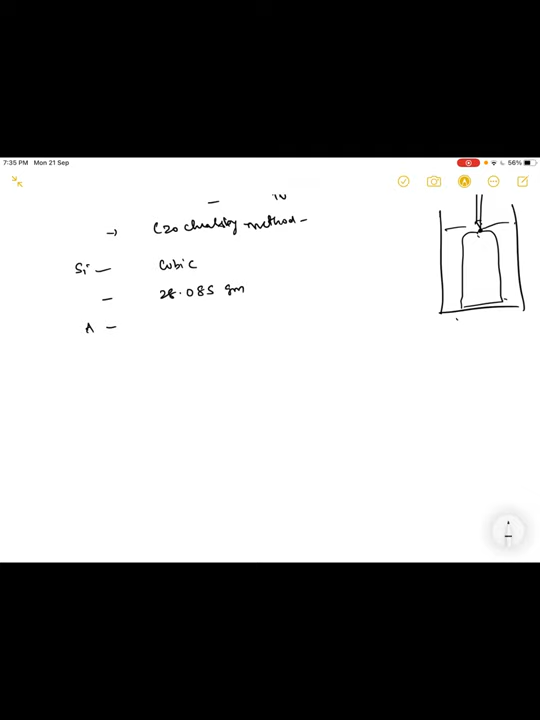 7:35 PM Mon 21 Sep 56%
→ Czochralsky method -
Si — Cubic
— 28.085 gm
A —